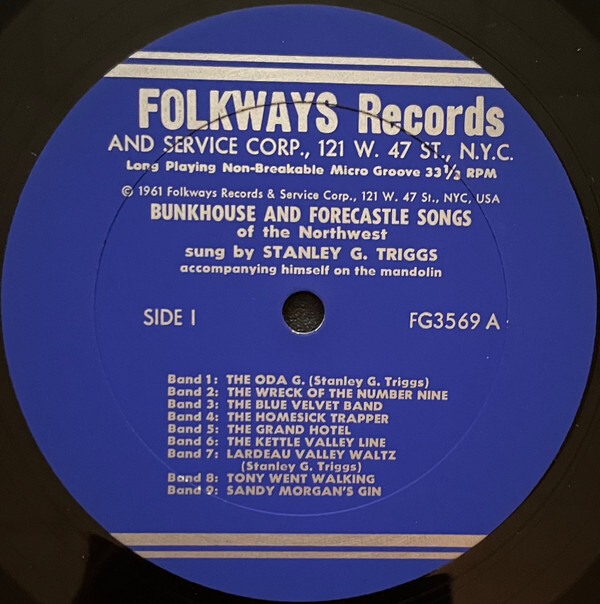 FOLKWAYS Records
AND SERVICE CORP., 121 W. 47 ST., N.Y.C.
Long Playing Non-Breakable Micro Groove 33 1/3 RPM
© 1961 Folkways Records & Service Corp., 121 W. 47 St., NYC, USA
BUNKHOUSE AND FORECASTLE SONGS
of the Northwest
sung by STANLEY G. TRIGGS
accompanying himself on the mandolin
SIDE I
FG3569 A
Band 1: THE ODA G. (Stanley G. Triggs)
Band 2: THE WRECK OF THE NUMBER NINE
Band 3: THE BLUE VELVET BAND
Band 4: THE HOMESICK TRAPPER
Band 5: THE GRAND HOTEL
Band 6: THE KETTLE VALLEY LINE
Band 7: LARDEAU VALLEY WALTZ
(Stanley G. Triggs)
Band 8: TONY WENT WALKING
Band 9: SANDY MORGAN'S GIN